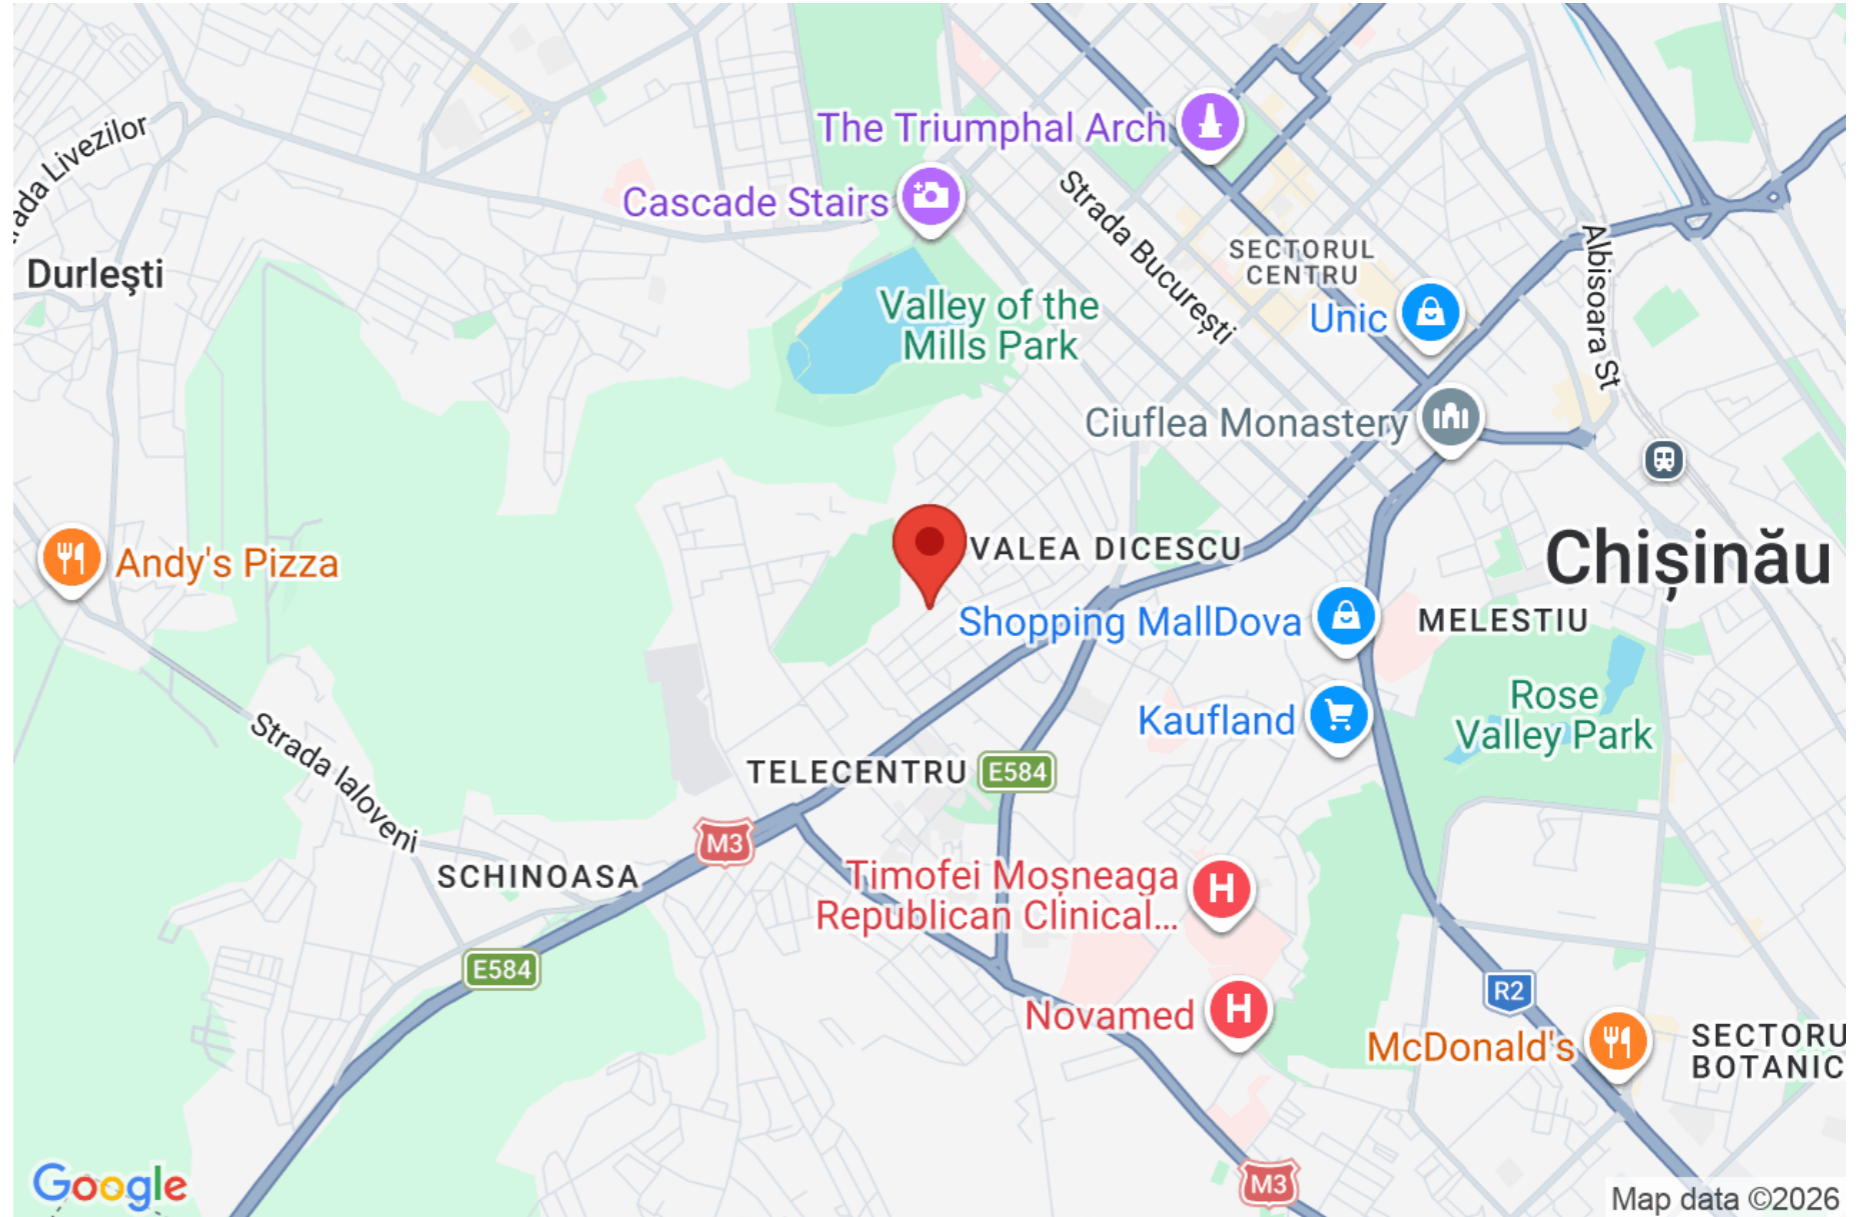 The Triumphal Arch
Strada Livezilor
Cascade Stairs
Strada București
SECTORUL
CENTRU
Albisoara St
Durleşti
Valley of the
Mills Park
Unic
Ciuflea Monastery
Andy's Pizza
VALEA DICESCU
Chișinău
Shopping MallDova
MELESTIU
Rose
Valley Park
Kaufland
Strada Ialoveni
TELECENTRU
E584
M3
SCHINOASA
Timofei Moșneaga
Republican Clinical...
E584
R2
Novamed
McDonald's
SECTORU
BOTANIC
M3
Google
Map data ©2026